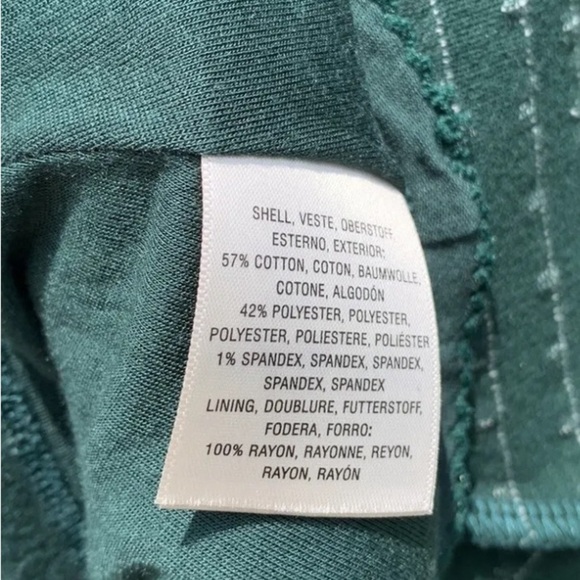 SHELL, VESTE, OBERSTOFF,
ESTERNO, EXTERIOR:
57% COTTON, COTON, BAUMWOLLE,
COTONE, ALGODÓN
42% POLYESTER, POLYESTER,
POLYESTER, POLIESTERE, POLIÉSTER
1% SPANDEX, SPANDEX, SPANDEX,
SPANDEX, SPANDEX
LINING, DOUBLURE, FUTTERSTOFF,
FODERA, FORRO:
100% RAYON, RAYONNE, REYON,
RAYON, RAYÓN